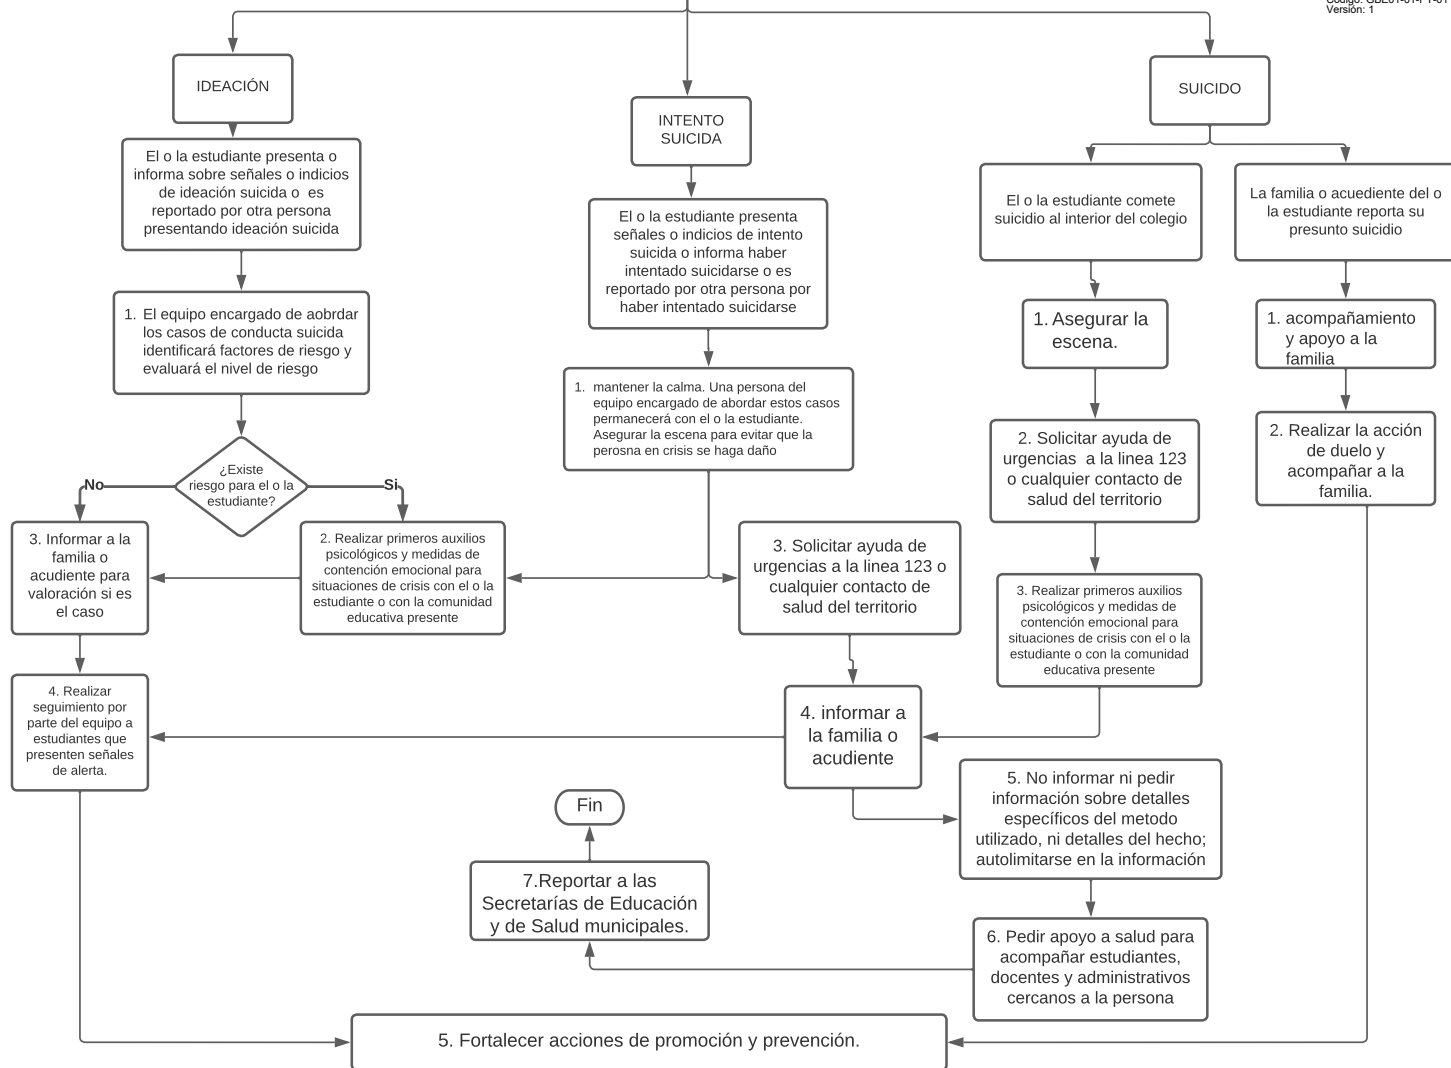 Versión: 1
IDEACIÓN
El o la estudiante presenta o
informa sobre señales o indicios
de ideación suicida o  es
reportado por otra persona
presentando ideación suicida
1. El equipo encargado de aobrdar
los casos de conducta suicida
identificará factores de riesgo y
evaluará el nivel de riesgo
¿Existe
riesgo para el o la
estudiante?
No
Si
3. Informar a la
familia o
acudiente para
valoración si es
el caso
2. Realizar primeros auxilios
psicológicos y medidas de
contención emocional para
situaciones de crisis con el o la
estudiante o con la comunidad
educativa presente
4. Realizar
seguimiento por
parte del equipo a
estudiantes que
presenten señales
de alerta.
INTENTO
SUICIDA
El o la estudiante presenta
señales o indicios de intento
suicida o informa haber
intentado suicidarse o es
reportado por otra persona por
haber intentado suicidarse
1. mantener la calma. Una persona del
equipo encargado de abordar estos casos
permanecerá con el o la estudiante.
Asegurar la escena para evitar que la
perosna en crisis se haga daño
3. Solicitar ayuda de
urgencias a la linea 123 o
cualquier contacto de
salud del territorio
4. informar a
la familia o
acudiente
SUICIDO
El o la estudiante comete
suicidio al interior del colegio
1. Asegurar la
escena.
2. Solicitar ayuda de
urgencias  a la linea 123
o cualquier contacto de
salud del territorio
3. Realizar primeros auxilios
psicológicos y medidas de
contención emocional para
situaciones de crisis con el o la
estudiante o con la comunidad
educativa presente
La familia o acuediente del o
la estudiante reporta su
presunto suicidio
1. acompañamiento
y apoyo a la
familia
2. Realizar la acción
de duelo y
acompañar a la
familia.
5. No informar ni pedir
información sobre detalles
específicos del metodo
utilizado, ni detalles del hecho;
autolimitarse en la información
6. Pedir apoyo a salud para
acompañar estudiantes,
docentes y administrativos
cercanos a la persona
7.Reportar a las
Secretarías de Educación
y de Salud municipales.
Fin
5. Fortalecer acciones de promoción y prevención.